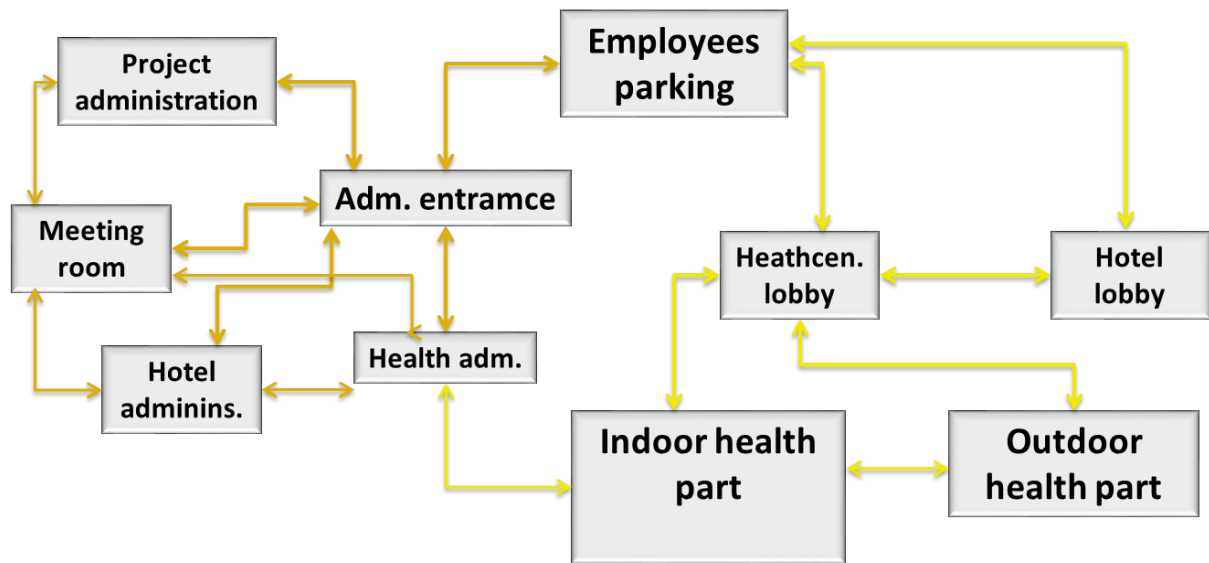 Project
administration
Employees
parking
Adm. entramce
Meeting
room
Heathcen.
lobby
Hotel
lobby
Hotel
adminins.
Health adm.
Indoor health
part
Outdoor
health part